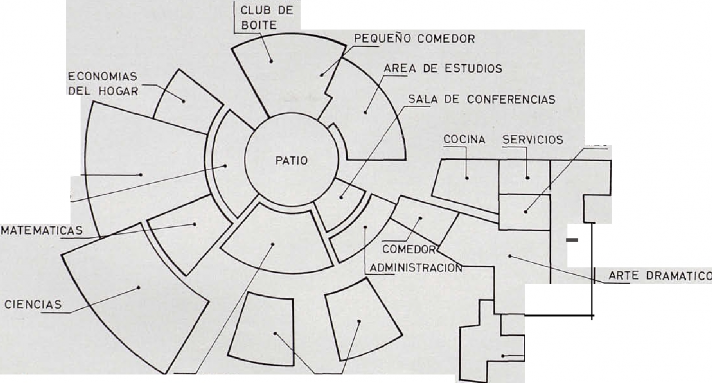 CLUB DE
BOITE
PEQUEÑO COMEDOR
AREA DE ESTUDIOS
ECONOMIAS
DEL HOGAR
SALA DE CONFERENCIAS
COCINA SERVICIOS
PATIO
MATEMATICAS
COMEDOR
ADMINISTRACION
ARTE DRAMATICO
CIENCIAS